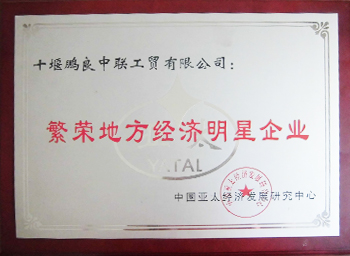 十堰鹏良中联工贸有限公司：
繁荣地方经济明星企业
YATAI
中国亚太经济发展研究中心